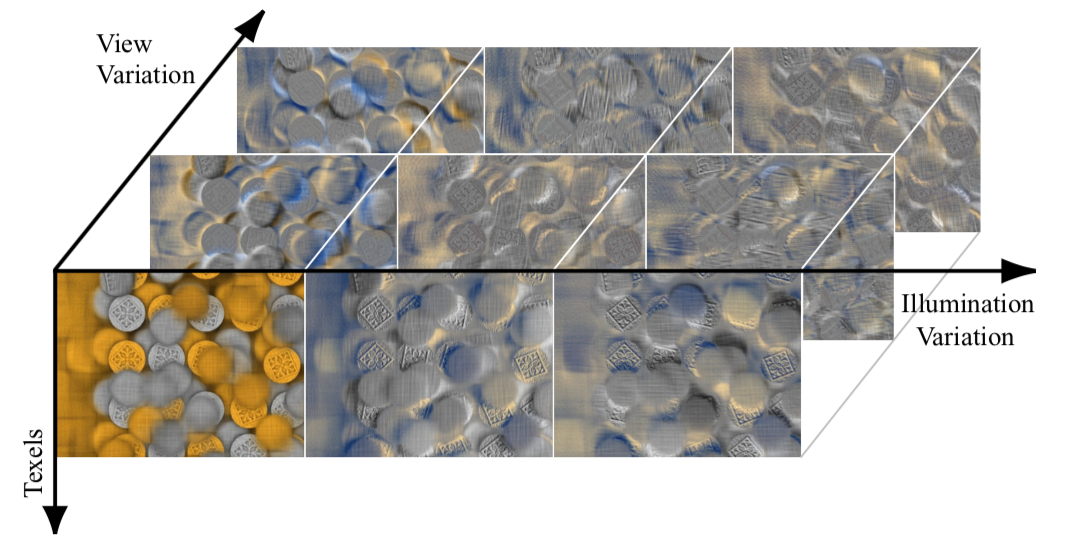 View
Variation
Illumination
Variation
Texels